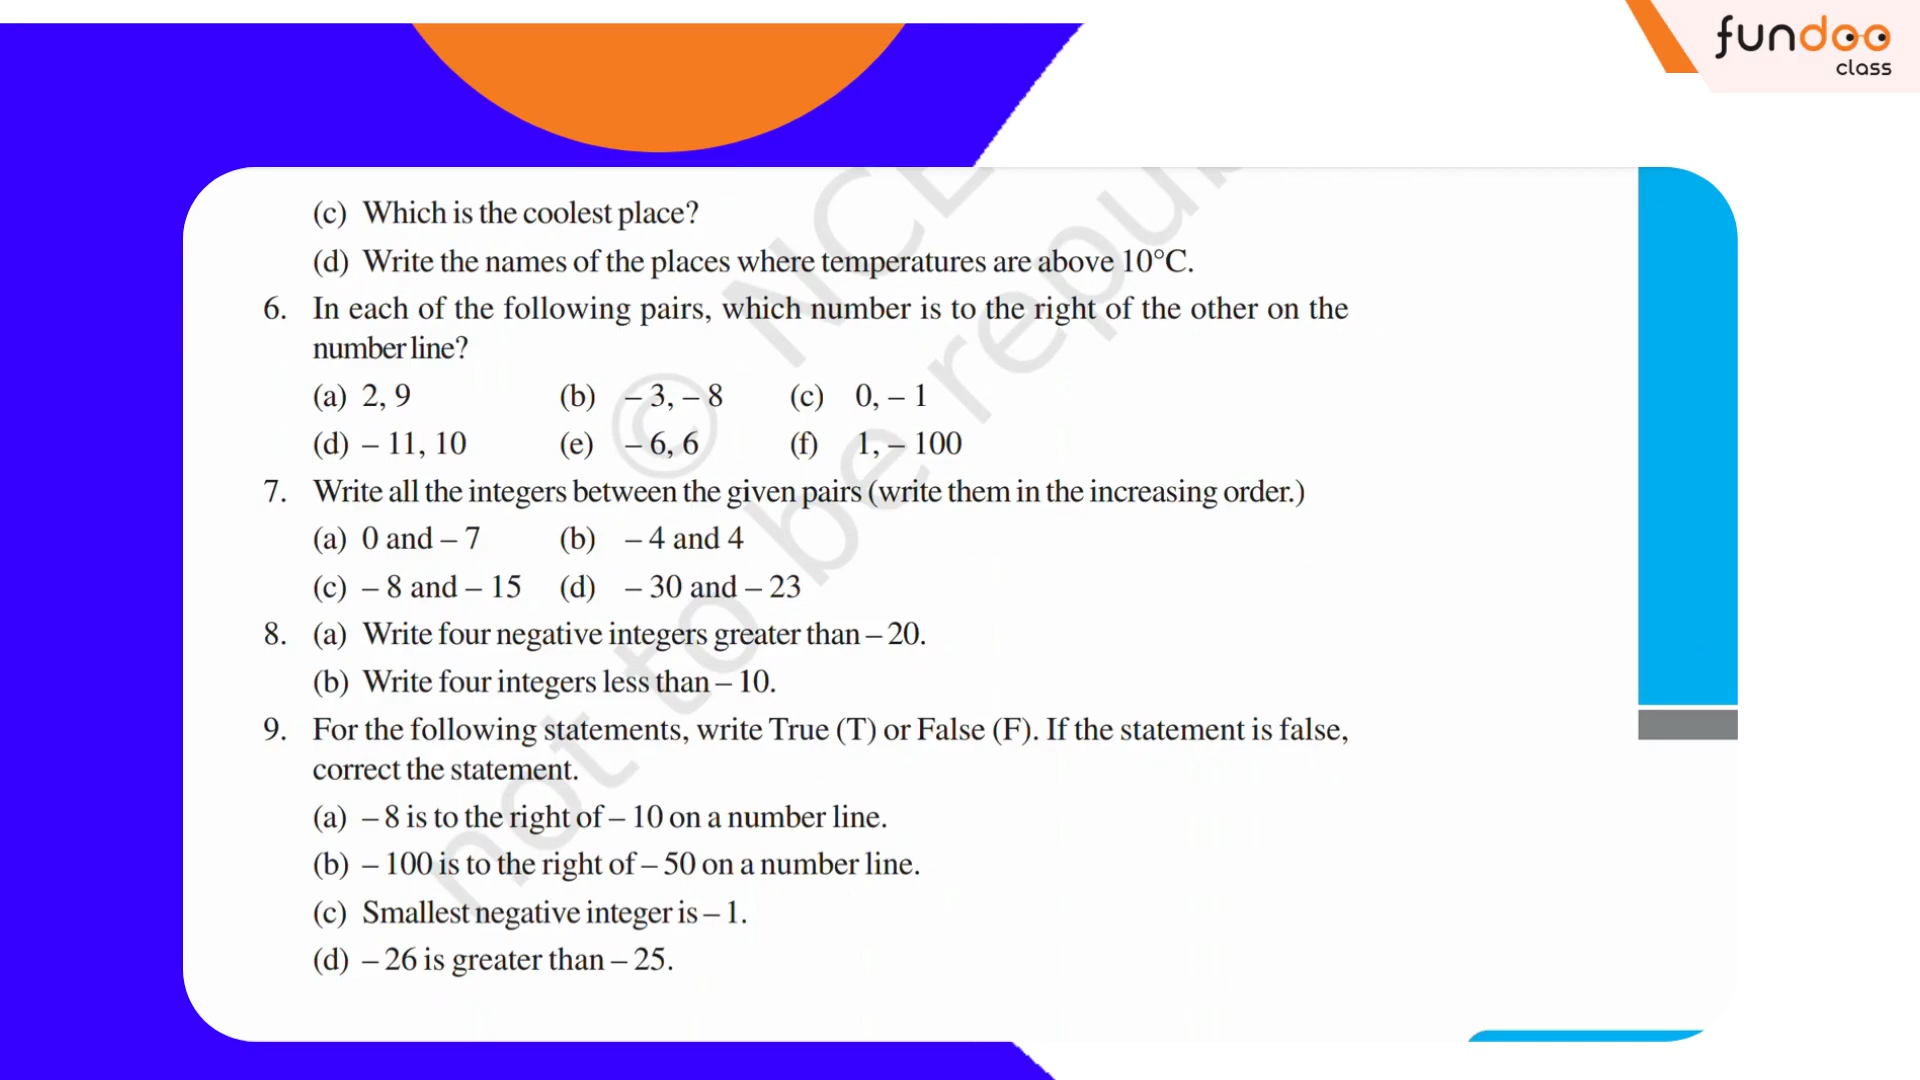 fundoo
class
(c) Which is the coolest place?
(d) Write the names of the places where temperatures are above 10°C.
6. In each of the following pairs, which number is to the right of the other on the
number line?
(a) 2, 9 (b) – 3, – 8 (c) 0, – 1
(d) – 11, 10 (e) – 6, 6 (f) 1, – 100
7. Write all the integers between the given pairs (write them in the increasing order.)
(a) 0 and – 7 (b) – 4 and 4
(c) – 8 and – 15 (d) – 30 and – 23
8. (a) Write four negative integers greater than – 20.
(b) Write four integers less than – 10.
9. For the following statements, write True (T) or False (F). If the statement is false,
correct the statement.
(a) – 8 is to the right of – 10 on a number line.
(b) – 100 is to the right of – 50 on a number line.
(c) Smallest negative integer is – 1.
(d) – 26 is greater than – 25.
© 
not to be